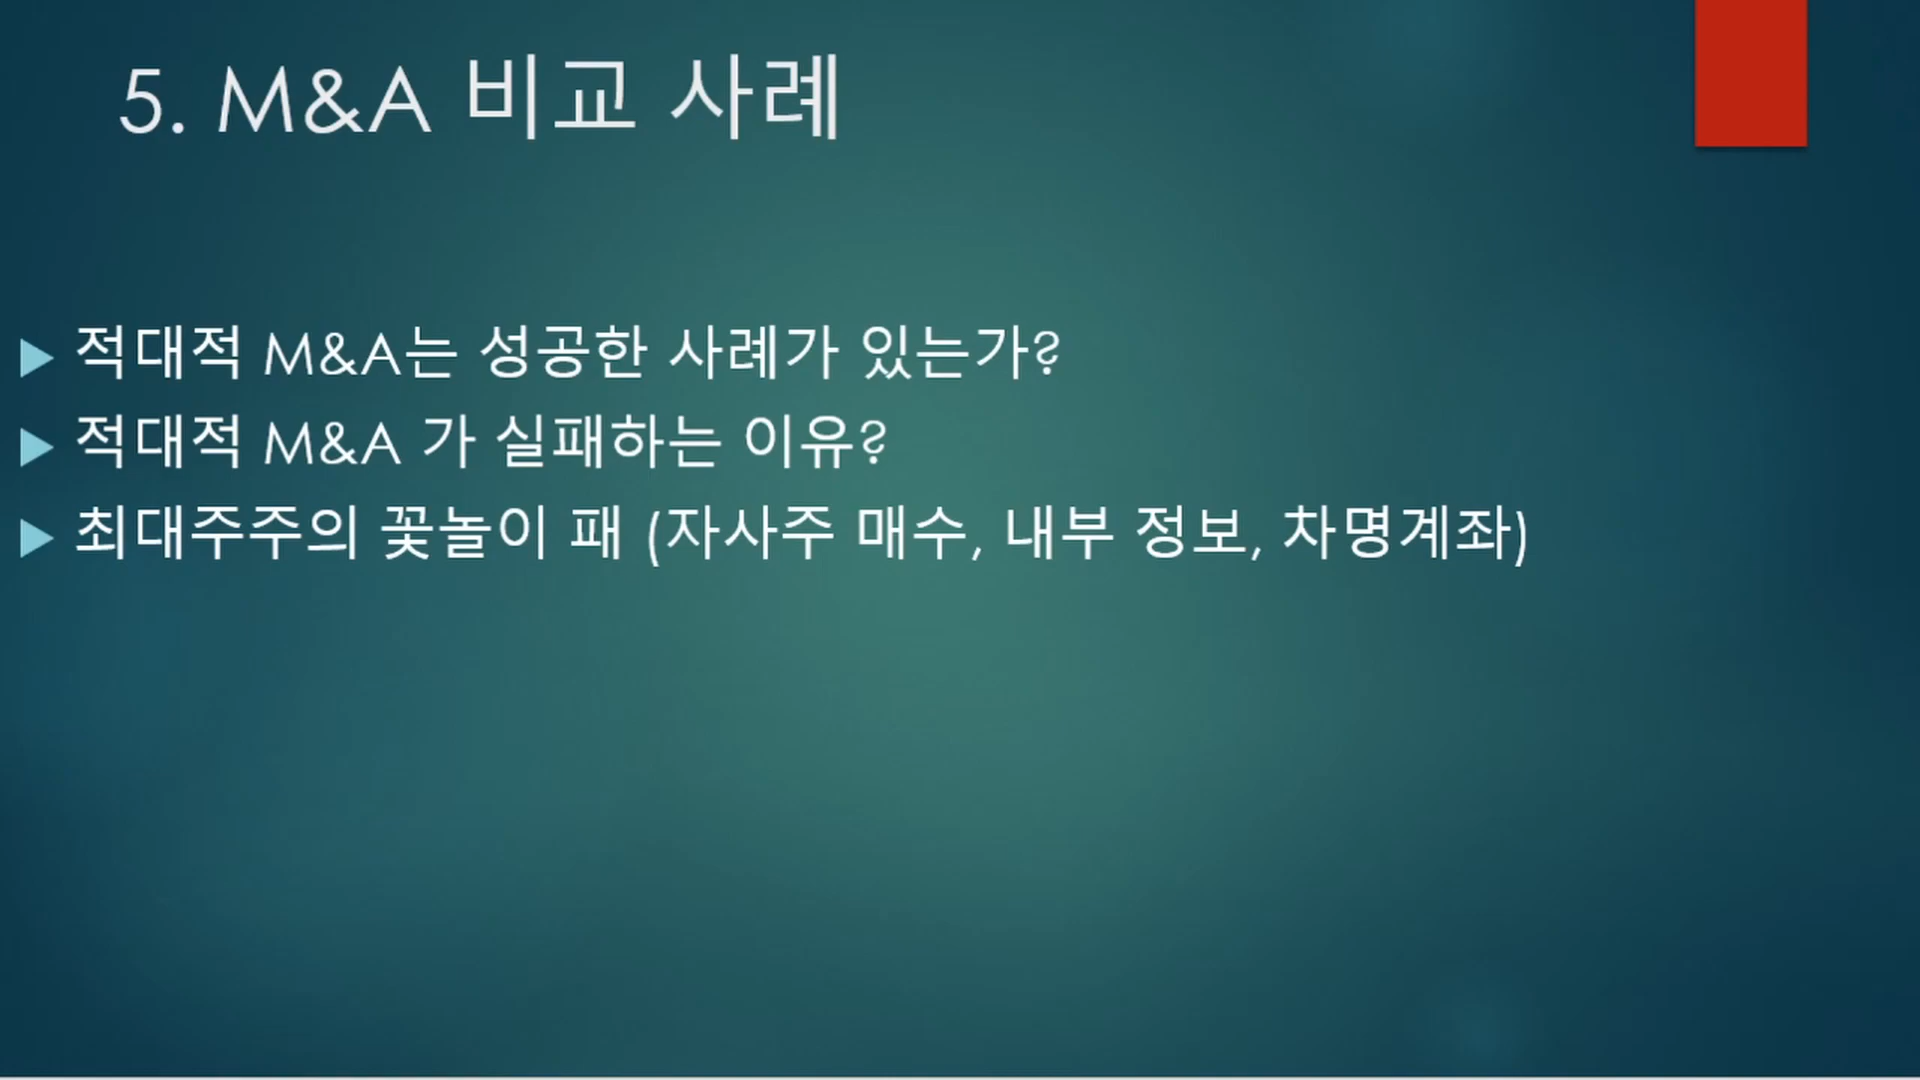 5. M&A 비교 사례
적대적 M&A는 성공한 사례가 있는가?
적대적 M&A 가 실패하는 이유?
최대주주의 꽃놀이 패 (자사주 매수, 내부 정보, 차명계좌)